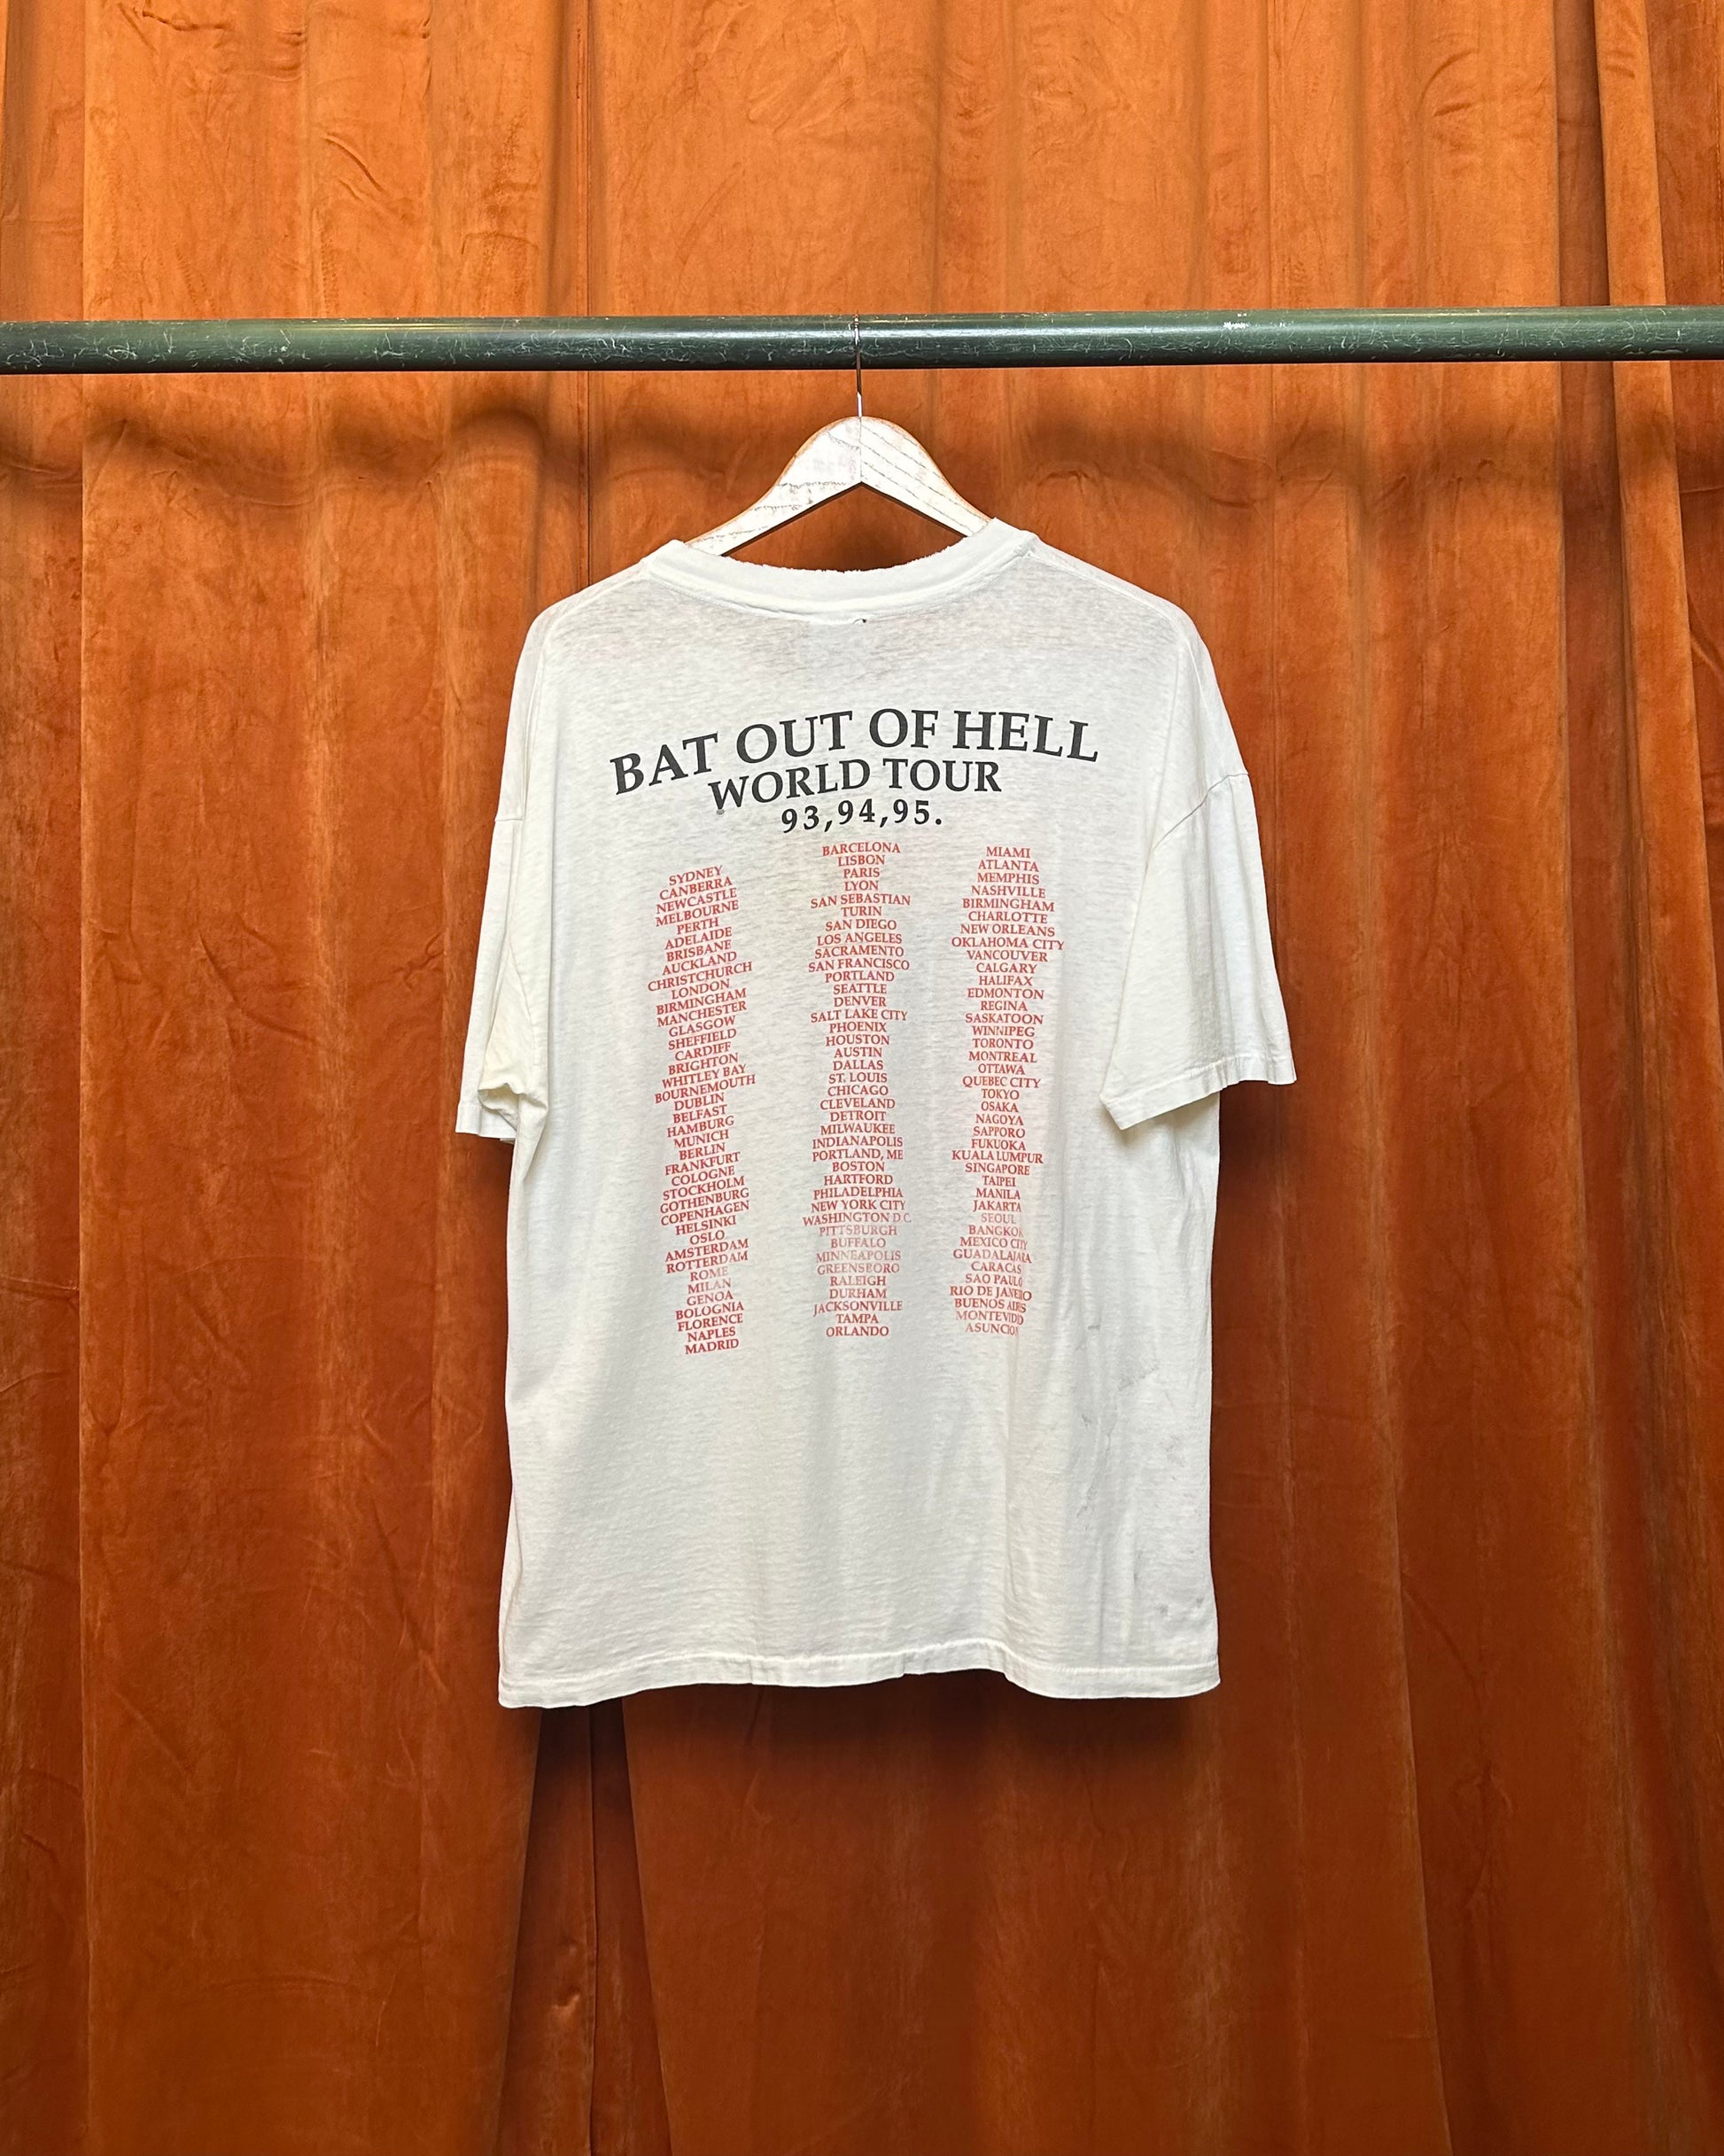 BAT OUT OF HELL
WORLD TOUR
93,94,95.
SYDNEY
CANBERRA
NEWCASTLE
MELBOURNE
PERTH
ADELAIDE
BRISBANE
AUCKLAND
CHRISTCHURCH
LONDON
BIRMINGHAM
MANCHESTER
GLASGOW
SHEFFIELD
CARDIFF
BRIGHTON
WHITLEY BAY
BOURNEMOUTH
DUBLIN
BELFAST
HAMBURG
MUNICH
BERLIN
FRANKFURT
COLOGNE
STOCKHOLM
GOTHENBURG
COPENHAGEN
HELSINKI
OSLO
AMSTERDAM
ROTTERDAM
ROME
MILAN
GENOA
BOLOGNIA
FLORENCE
NAPLES
MADRID
BARCELONA
LISBON
PARIS
LYON
SAN SEBASTIAN
TURIN
SAN DIEGO
LOS ANGELES
SACRAMENTO
SAN FRANCISCO
PORTLAND
SEATTLE
DENVER
SALT LAKE CITY
PHOENIX
HOUSTON
AUSTIN
DALLAS
ST. LOUIS
CHICAGO
CLEVELAND
DETROIT
MILWAUKEE
INDIANAPOLIS
PORTLAND, ME
BOSTON
HARTFORD
PHILADELPHIA
NEW YORK CITY
WASHINGTON D.C.
PITTSBURGH
BUFFALO
MINNEAPOLIS
GREENSBORO
RALEIGH
DURHAM
JACKSONVILLE
TAMPA
ORLANDO
MIAMI
ATLANTA
MEMPHIS
NASHVILLE
BIRMINGHAM
CHARLOTTE
NEW ORLEANS
OKLAHOMA CITY
VANCOUVER
CALGARY
HALIFAX
EDMONTON
REGINA
SASKATOON
WINNIPEG
TORONTO
MONTREAL
OTTAWA
QUEBEC CITY
TOKYO
OSAKA
NAGOYA
SAPPORO
FUKUOKA
KUALA LUMPUR
SINGAPORE
TAIPEI
MANILA
JAKARTA
SEOUL
BANGKOK
MEXICO CITY
GUADALAJARA
CARACAS
SAO PAULO
RIO DE JANEIRO
BUENOS AIRES
MONTEVIDIO
ASUNCION